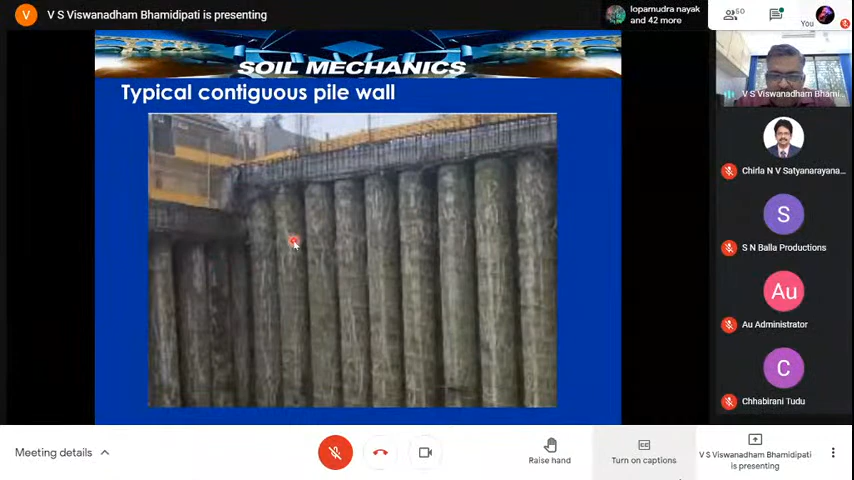 V
V S Viswanadham Bhamidipati is presenting
lopamudra nayak
and 42 more
50
You
SOIL MECHANICS
Typical contiguous pile wall
V S Viswanadham Bhami...
Chirla N V Satyanarayana...
S
S N Balla Productions
Au
Au Administrator
C
Chhabirani Tudu
Meeting details
Raise hand
Turn on captions
V S Viswanadham Bhamidipati
is presenting